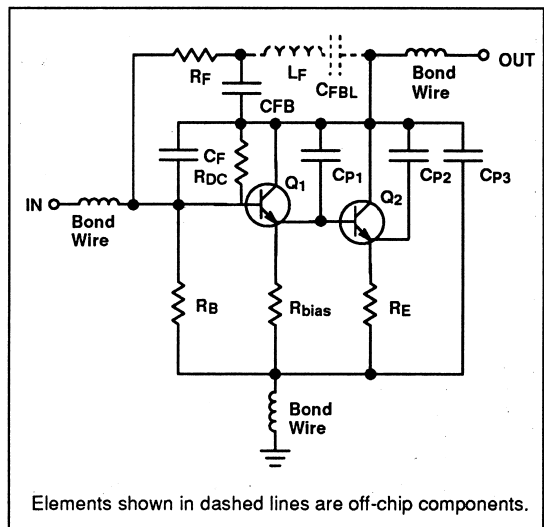 OUT
RF
LF
Bond
Wire
CFBL
CFB
CF
RDC
Q1
CP1
Q2
CP2
CP3
IN
Bond
Wire
RB
Rbias
RE
Bond
Wire
Elements shown in dashed lines are off-chip components.